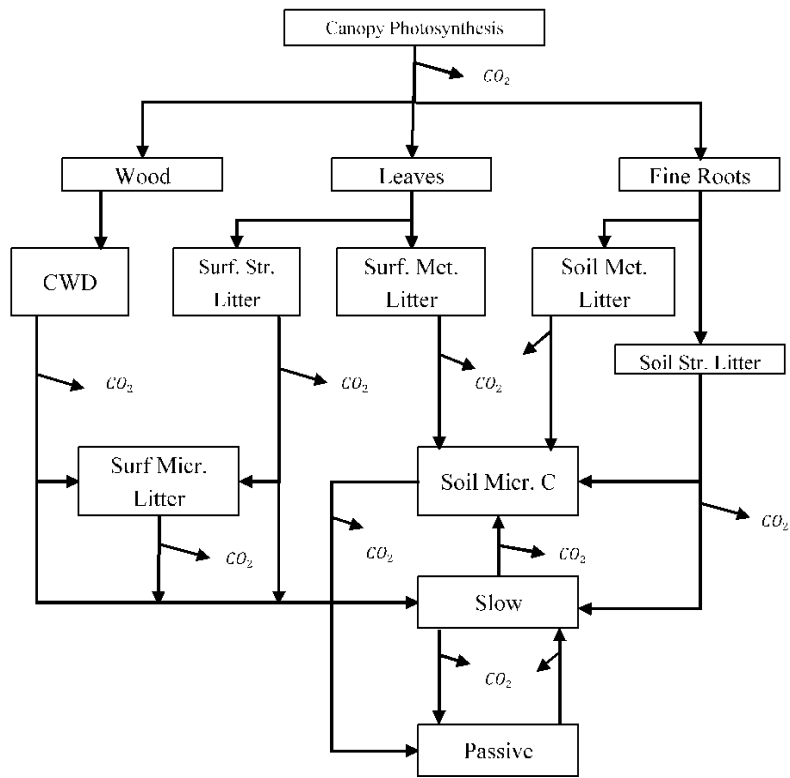 Canopy Photosynthesis
CO₂
Wood
Leaves
Fine Roots
CWD
Surf. Str.
Litter
Surf. Met.
Litter
Soil Met.
Litter
Soil Str. Litter
CO₂
CO₂
CO₂
Surf Micr.
Litter
Soil Micr. C
CO₂
CO₂
CO₂
CO₂
Slow
CO₂
Passive